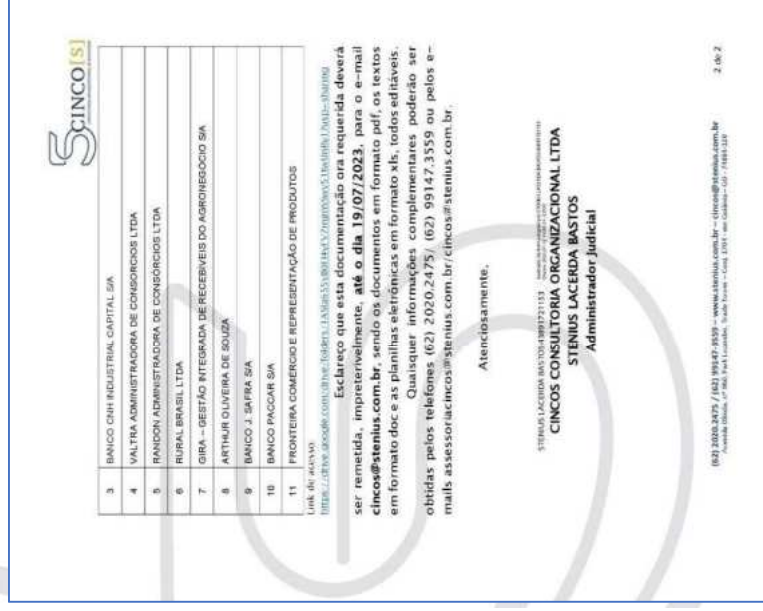 5CINCO[S]
3 BANCO CNH INDUSTRIAL CAPITAL S/A
4 VALTRA ADMINISTRADORA DE CONSORCIOS LTDA
5 RANDON ADMINISTRADORA DE CONSÓRCIOS LTDA
6 RURAL BRASIL LTDA
7 GIRA – GESTÃO INTEGRADA DE RECEBÍVEIS DO AGRONEGOCIO S/A
8 ARTHUR OLIVEIRA DE SOUZA
9 BANCO J. SAFRA S/A
10 BANCO PACCAR S/A
11 FRONTEIRA COMERCIO E REPRESENTAÇÃO DE PRODUTOS
Link de acesso:
Esclareço que esta documentação ora requerida deverá
ser remetida, impreterivelmente, até o dia 19/07/2023, para o e-mail
cincos@stenius.com.br, sendo os documentos em formato pdf, os textos
em formato doc e as planilhas eletrônicas em formato xls, todos editáveis.
Quaisquer informações complementares poderão ser
obtidas pelos telefones (62) 2020.2475/ (62) 99147.3559 ou pelos e-
mails assessoriacincos@stenius.com.br/cincos@stenius.com.br.
Atenciosamente,
STENIUS LACERDA BASTOS
CINCOS CONSULTORIA ORGANIZACIONAL LTDA
STENIUS LACERDA BASTOS
Administrador Judicial
(62) 2020.2475 / (62) 99147-3559 – www.stenius.com.br – cincos@stenius.com.br
2 de 2